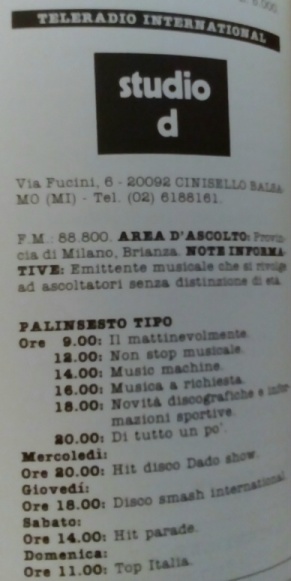 6.000
TELERADIO INTERNATIONAL
studio
d
Via Fucini, 6 - 20092 CINISELLO BALSA-
MO (MI) - Tel. (02) 6188161.
F.M.: 88.800. AREA D'ASCOLTO: Provin-
cia di Milano, Brianza. NOTE INFORMA-
TIVE: Emittente musicale che si rivolge
ad ascoltatori senza distinzione di età.
PALINSESTO TIPO
Ore 9.00: Il mattinevolmente.
12.00: Non stop musicale.
14.00: Music machine.
16.00: Musica a richiesta.
18.00: Novità discografiche e infor-
mazioni sportive.
20.00: Di tutto un po'.
Mercoledì:
Ore 20.00: Hit disco Dado show.
Giovedì:
Ore 18.00: Disco smash international.
Sabato:
Ore 14.00: Hit parade.
Domenica:
Ore 11.00: Top Italia.